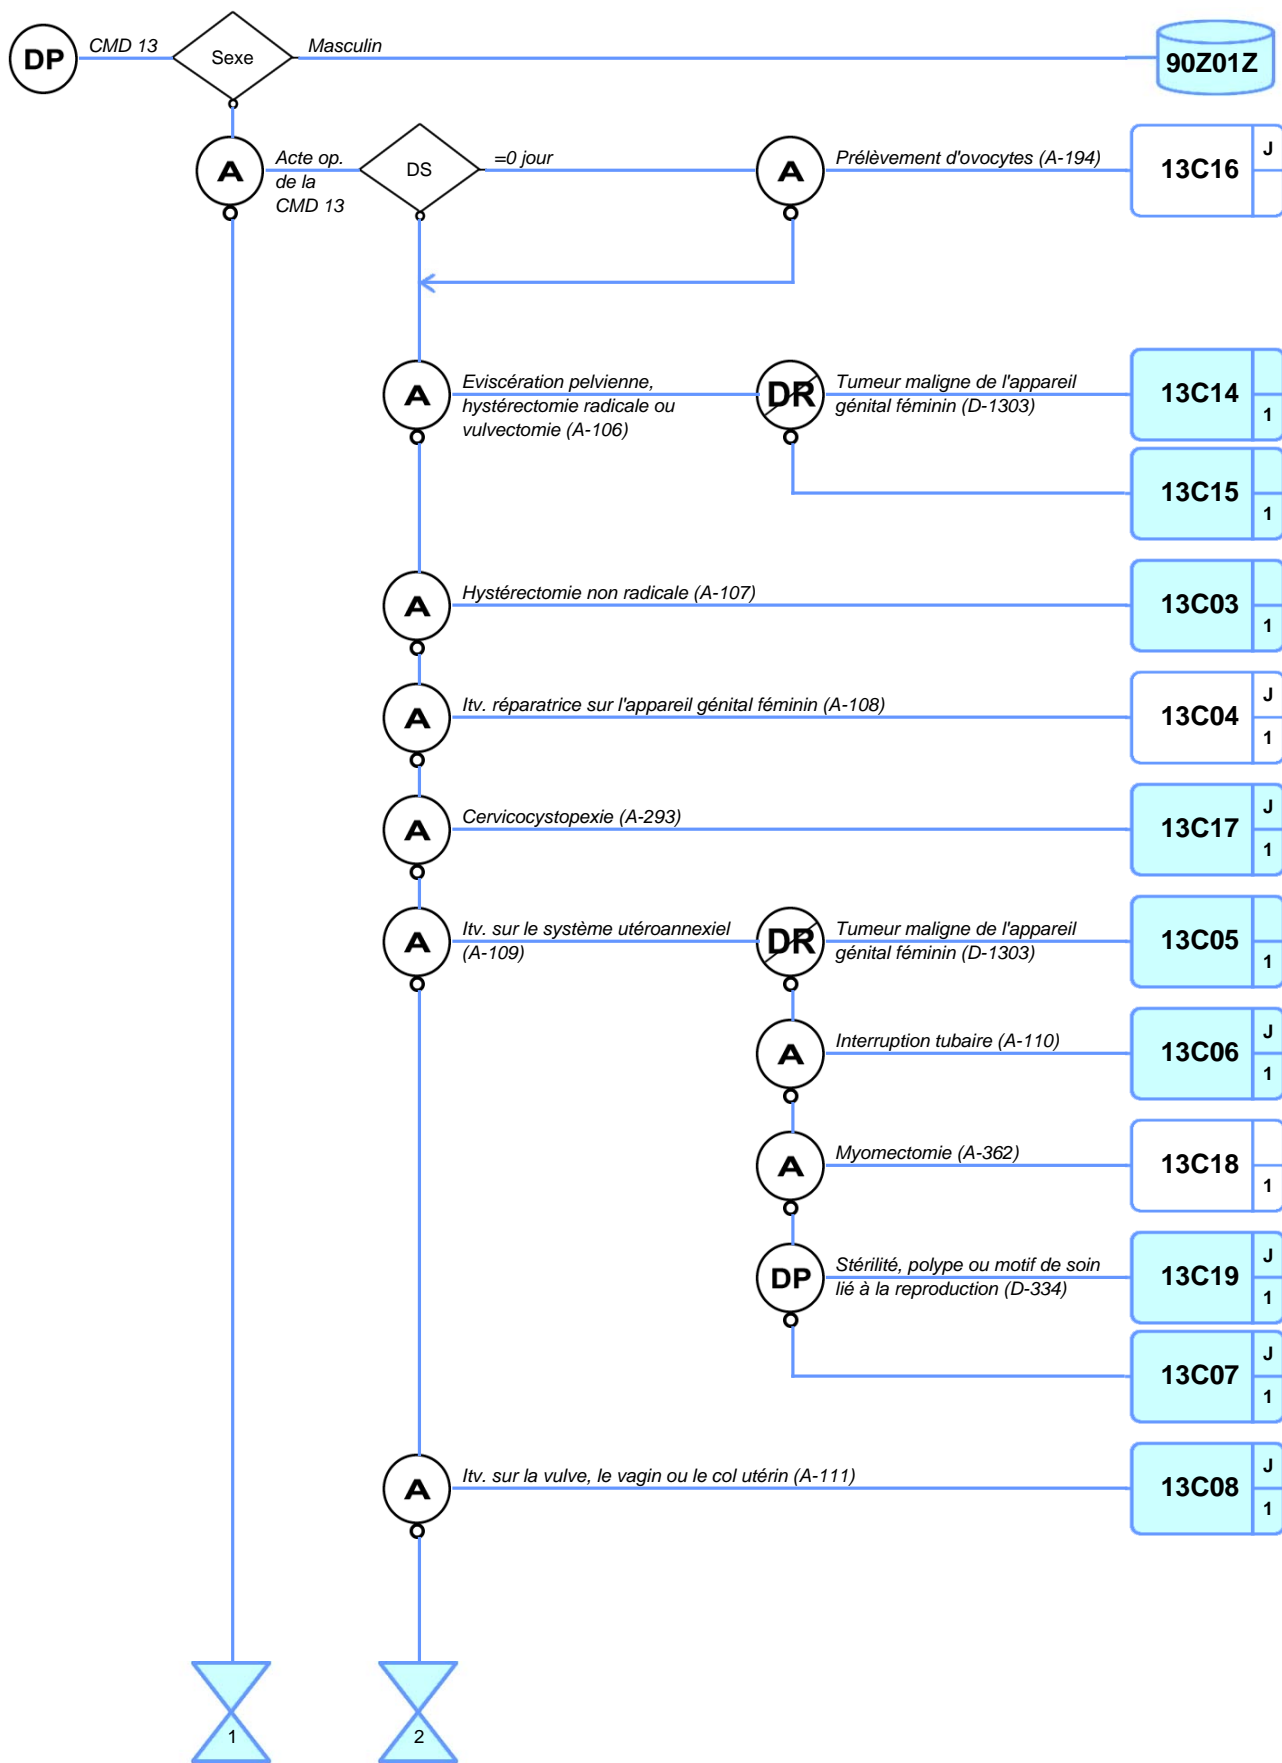 DP
CMD 13
Sexe
Masculin
90Z01Z
A
Acte op.
de la
CMD 13
DS
=0 jour
A
Prélèvement d'ovocytes (A-194)
13C16
J
A
Eviscération pelvienne,
hystérectomie radicale ou
vulvectomie (A-106)
DR
Tumeur maligne de l'appareil
génital féminin (D-1303)
13C14
1
13C15
1
A
Hystérectomie non radicale (A-107)
13C03
1
A
Itv. réparatrice sur l'appareil génital féminin (A-108)
13C04
J
1
A
Cervicocystopexie (A-293)
13C17
J
1
A
Itv. sur le système utéroannexiel
(A-109)
DR
Tumeur maligne de l'appareil
génital féminin (D-1303)
13C05
1
A
Interruption tubaire (A-110)
13C06
J
1
A
Myomectomie (A-362)
13C18
1
DP
Stérilité, polype ou motif de soin
lié à la reproduction (D-334)
13C19
J
1
13C07
J
1
A
Itv. sur la vulve, le vagin ou le col utérin (A-111)
13C08
J
1
1
2